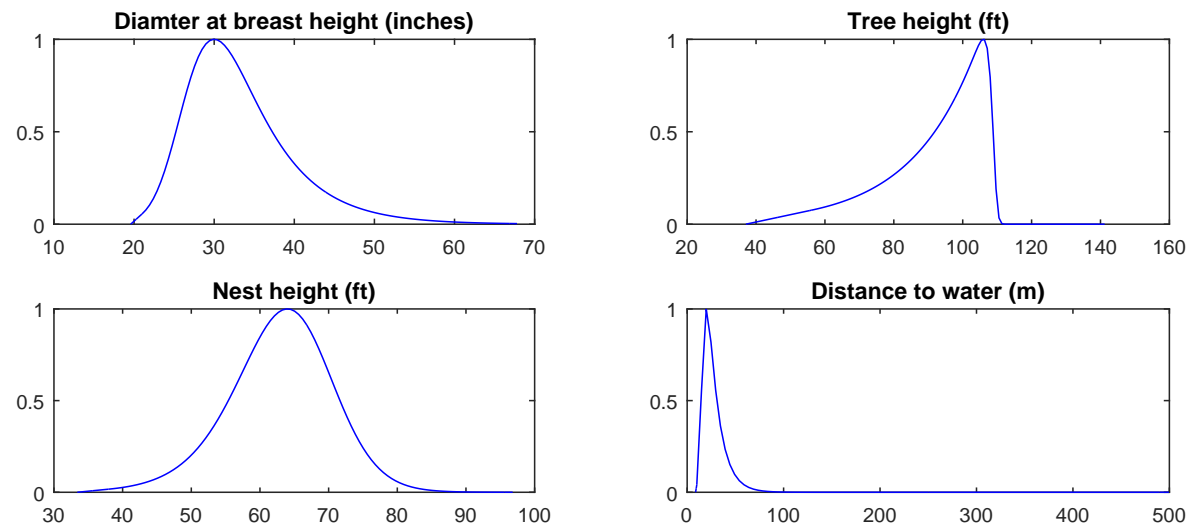 Diamter at breast height (inches)
1
0.5
0
10 20 30 40 50 60 70
Tree height (ft)
1
0.5
0
20 40 60 80 100 120 140 160
Nest height (ft)
1
0.5
0
30 40 50 60 70 80 90 100
Distance to water (m)
1
0.5
0
0 100 200 300 400 500